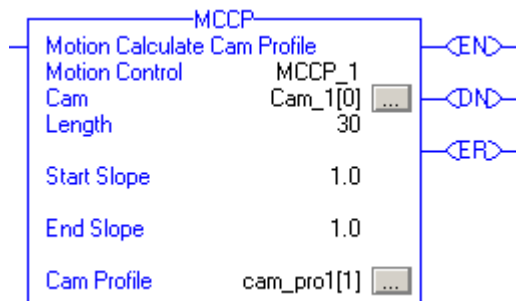 MCCP
Motion Calculate Cam Profile
Motion Control MCCP_1
Cam Cam_1[0] ...
Length 30
Start Slope 1.0
End Slope 1.0
Cam Profile cam_pro1[1] ...
EN
DN
ER